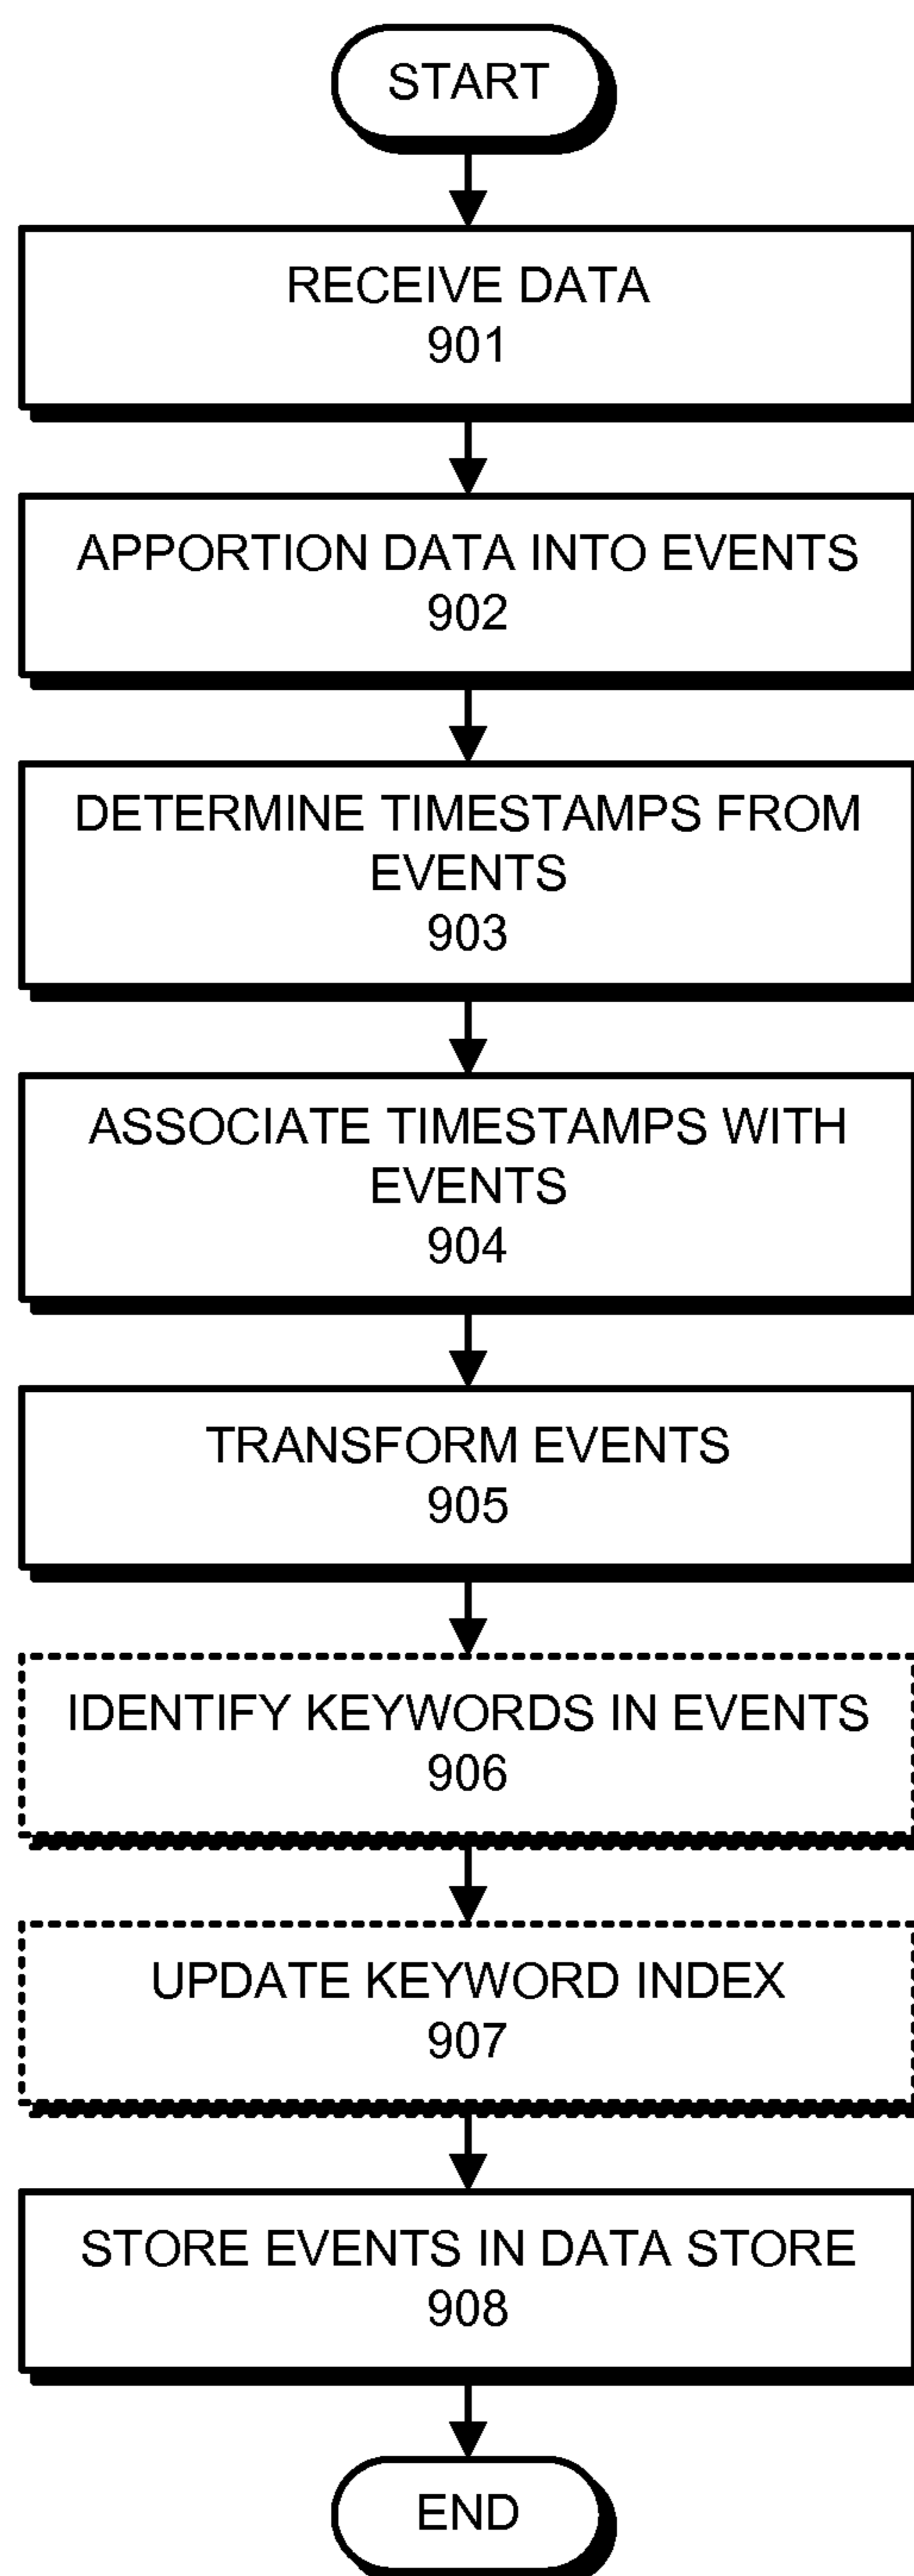 START
RECEIVE DATA
901
APPORTION DATA INTO EVENTS
902
DETERMINE TIMESTAMPS FROM
EVENTS
903
ASSOCIATE TIMESTAMPS WITH
EVENTS
904
TRANSFORM EVENTS
905
IDENTIFY KEYWORDS IN EVENTS
906
UPDATE KEYWORD INDEX
907
STORE EVENTS IN DATA STORE
908
END